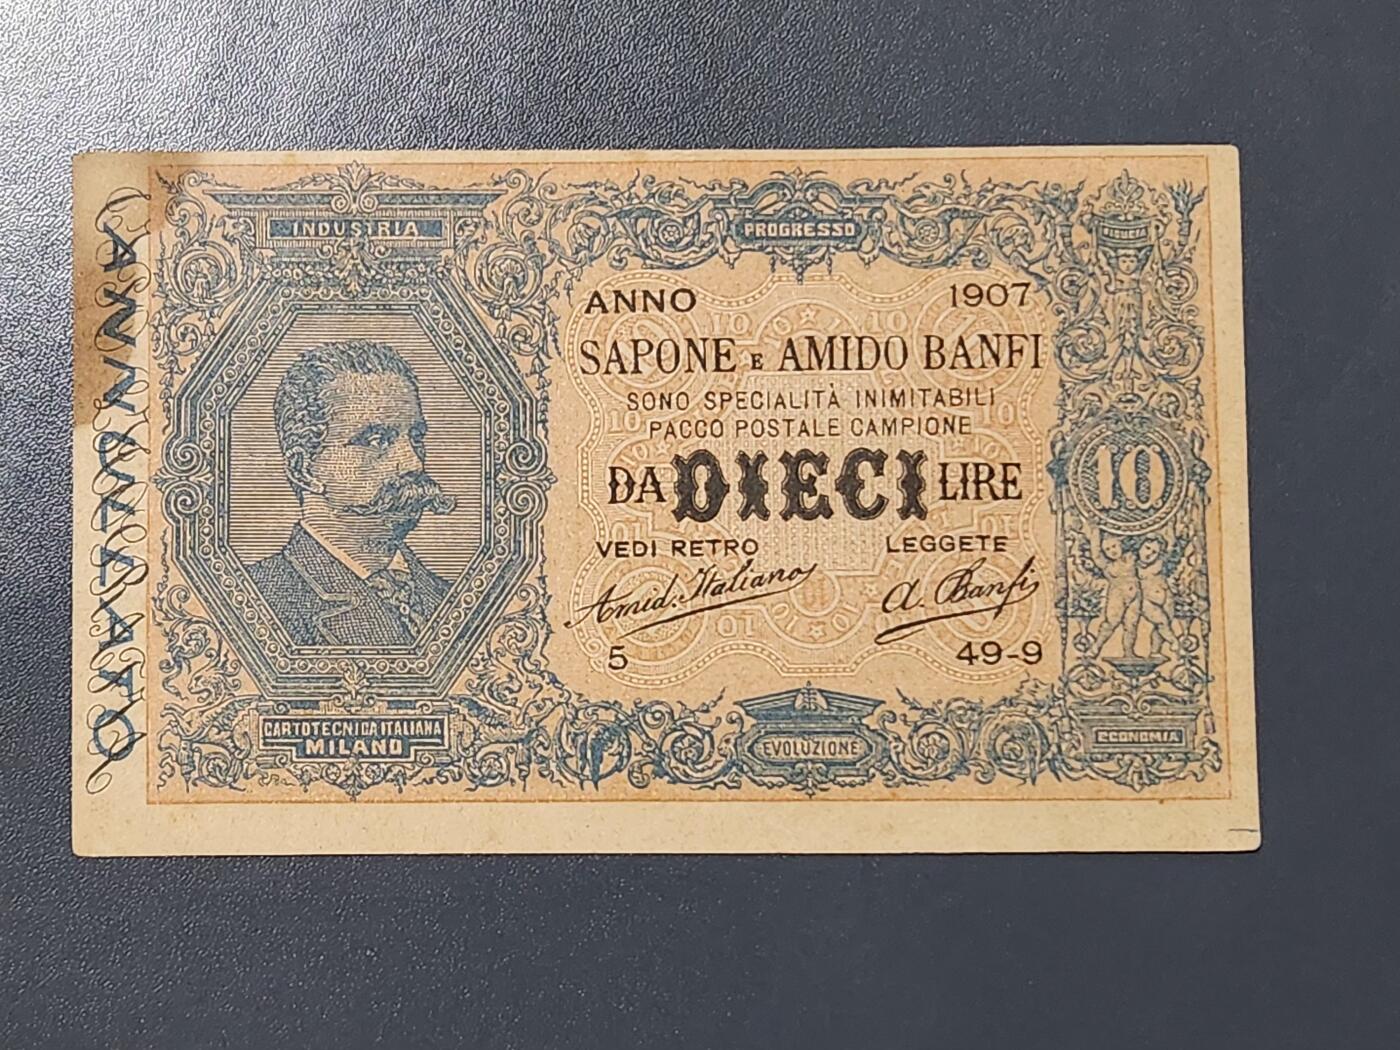 ANNULLATO
INDUSTRIA
PROGRESSO
ANNO 1907
SAPONE E AMIDO BANFI
SONO SPECIALITÀ INIMITABILI
PACCO POSTALE CAMPIONE
DA DIECI LIRE
10
VEDI RETRO LEGGETE
Amid. Italiano A. Banfi
5 49-9
CARTOTECNICA ITALIANA
MILANO
EVOLUZIONE
ECONOMIA